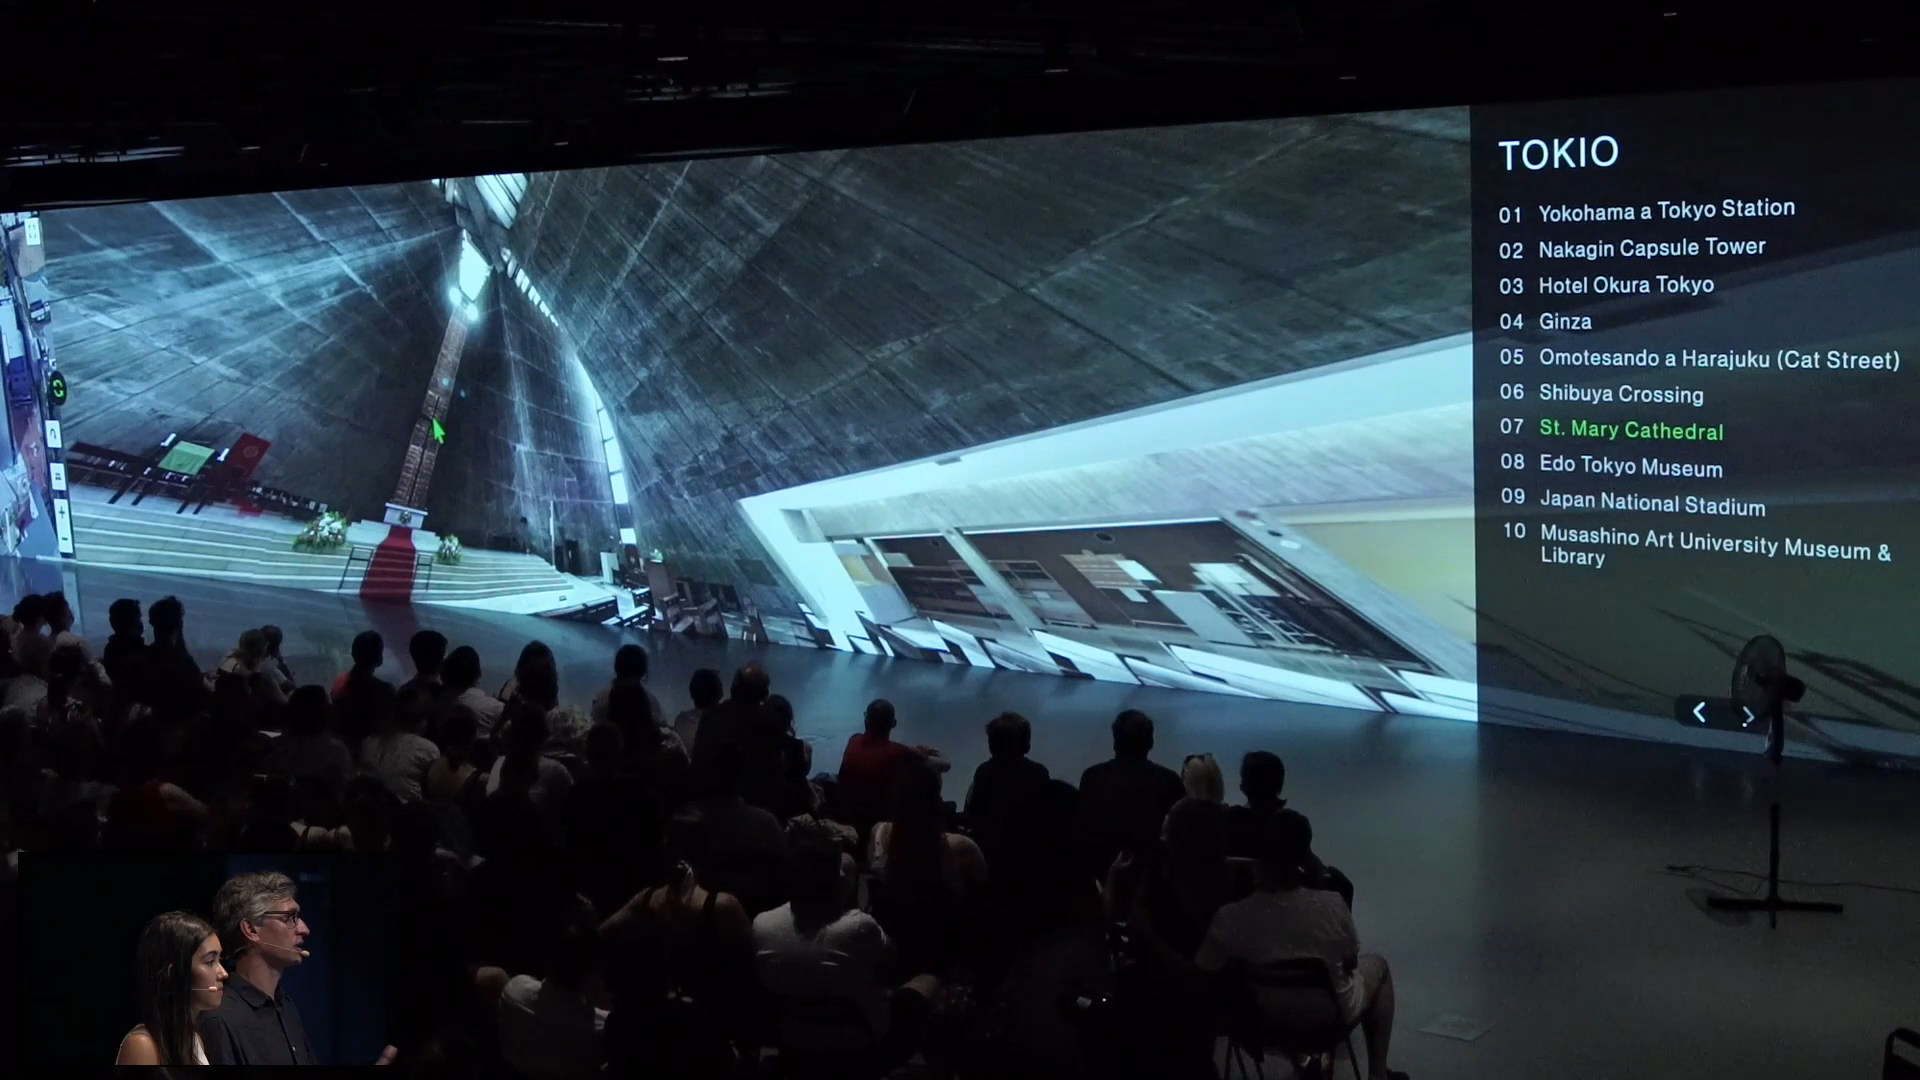 TOKIO
01 Yokohama a Tokyo Station
02 Nakagin Capsule Tower
03 Hotel Okura Tokyo
04 Ginza
05 Omotesando a Harajuku (Cat Street)
06 Shibuya Crossing
07 St. Mary Cathedral
08 Edo Tokyo Museum
09 Japan National Stadium
10 Musashino Art University Museum &
Library